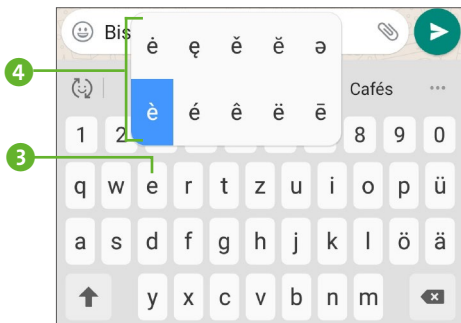 Bis
ė ę ě ĕ ə
4
è é ê ë ē
Cafés
1 2 8 9 0
3
q w e r t z u i o p ü
a s d f g h j k l ö ä
y x c v b n m